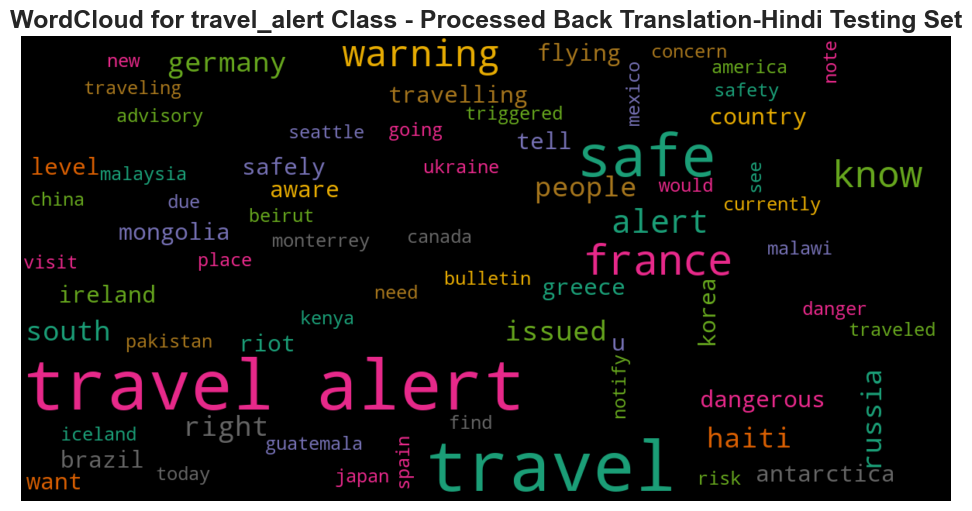 WordCloud for travel_alert Class - Processed Back Translation-Hindi Testing Set
new
germany
warning
flying
concern
note
traveling
travelling
mexico
america
safety
advisory
triggered
country
seattle
going
tell
safe
level
malaysia
safely
ukraine
know
china
due
aware
people
would
see
currently
beirut
alert
mongolia
monterrey
canada
malawi
visit
place
france
bulletin
greece
ireland
need
korea
danger
south
kenya
issued
traveled
pakistan
riot
u
travel alert
notify
dangerous
russia
iceland
right
find
haiti
brazil
guatemala
spain
travel
antarctica
want
today
japan
risk